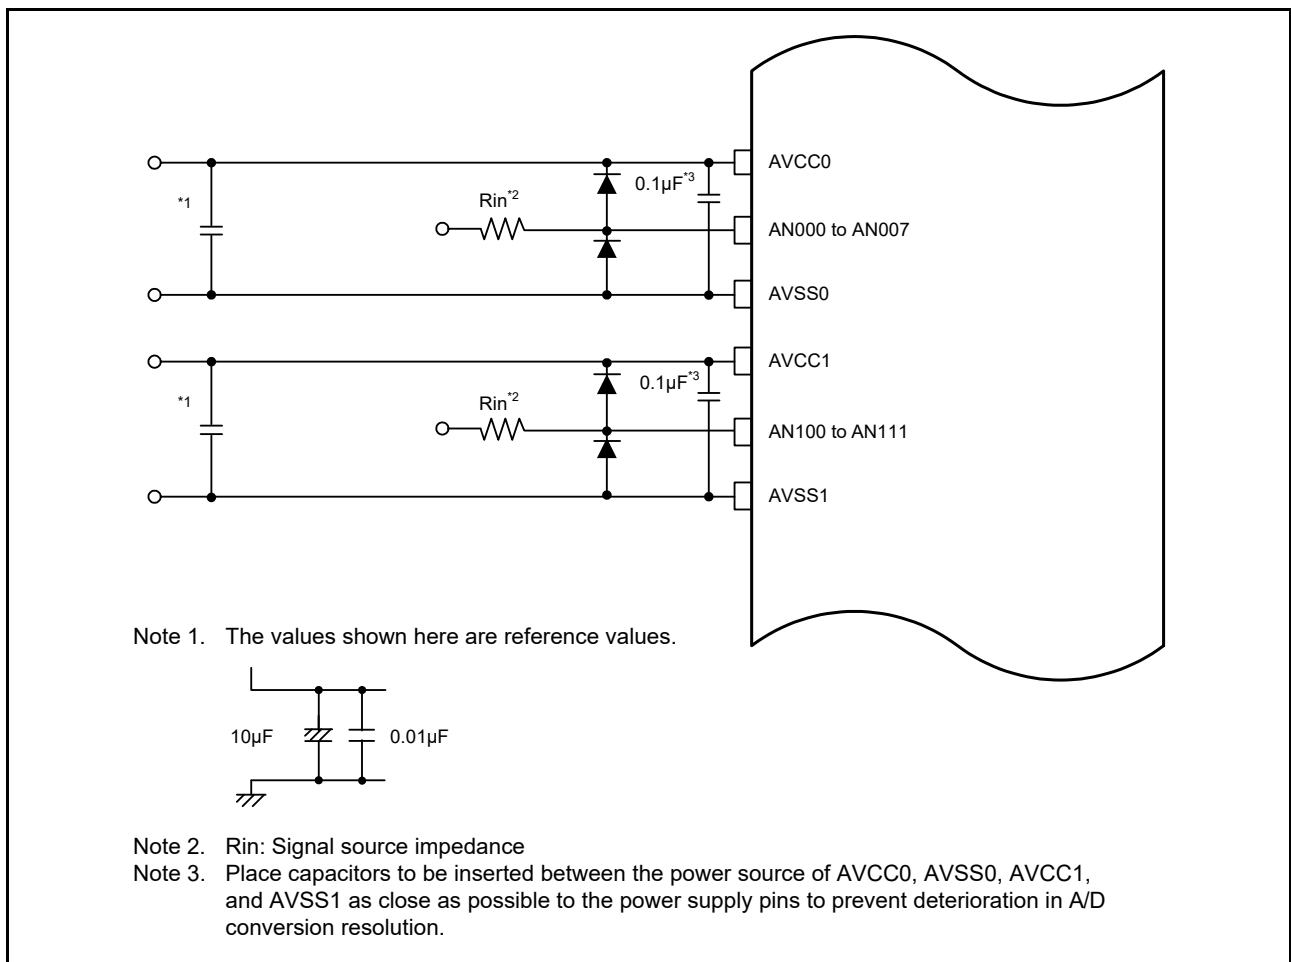 AVCC0
0.1µF*3
*1
Rin*2
AN000 to AN007
AVSS0
AVCC1
0.1µF*3
*1
Rin*2
AN100 to AN111
AVSS1
Note 1. The values shown here are reference values.
10µF
0.01µF
Note 2. Rin: Signal source impedance
Note 3. Place capacitors to be inserted between the power source of AVCC0, AVSS0, AVCC1,
and AVSS1 as close as possible to the power supply pins to prevent deterioration in A/D
conversion resolution.